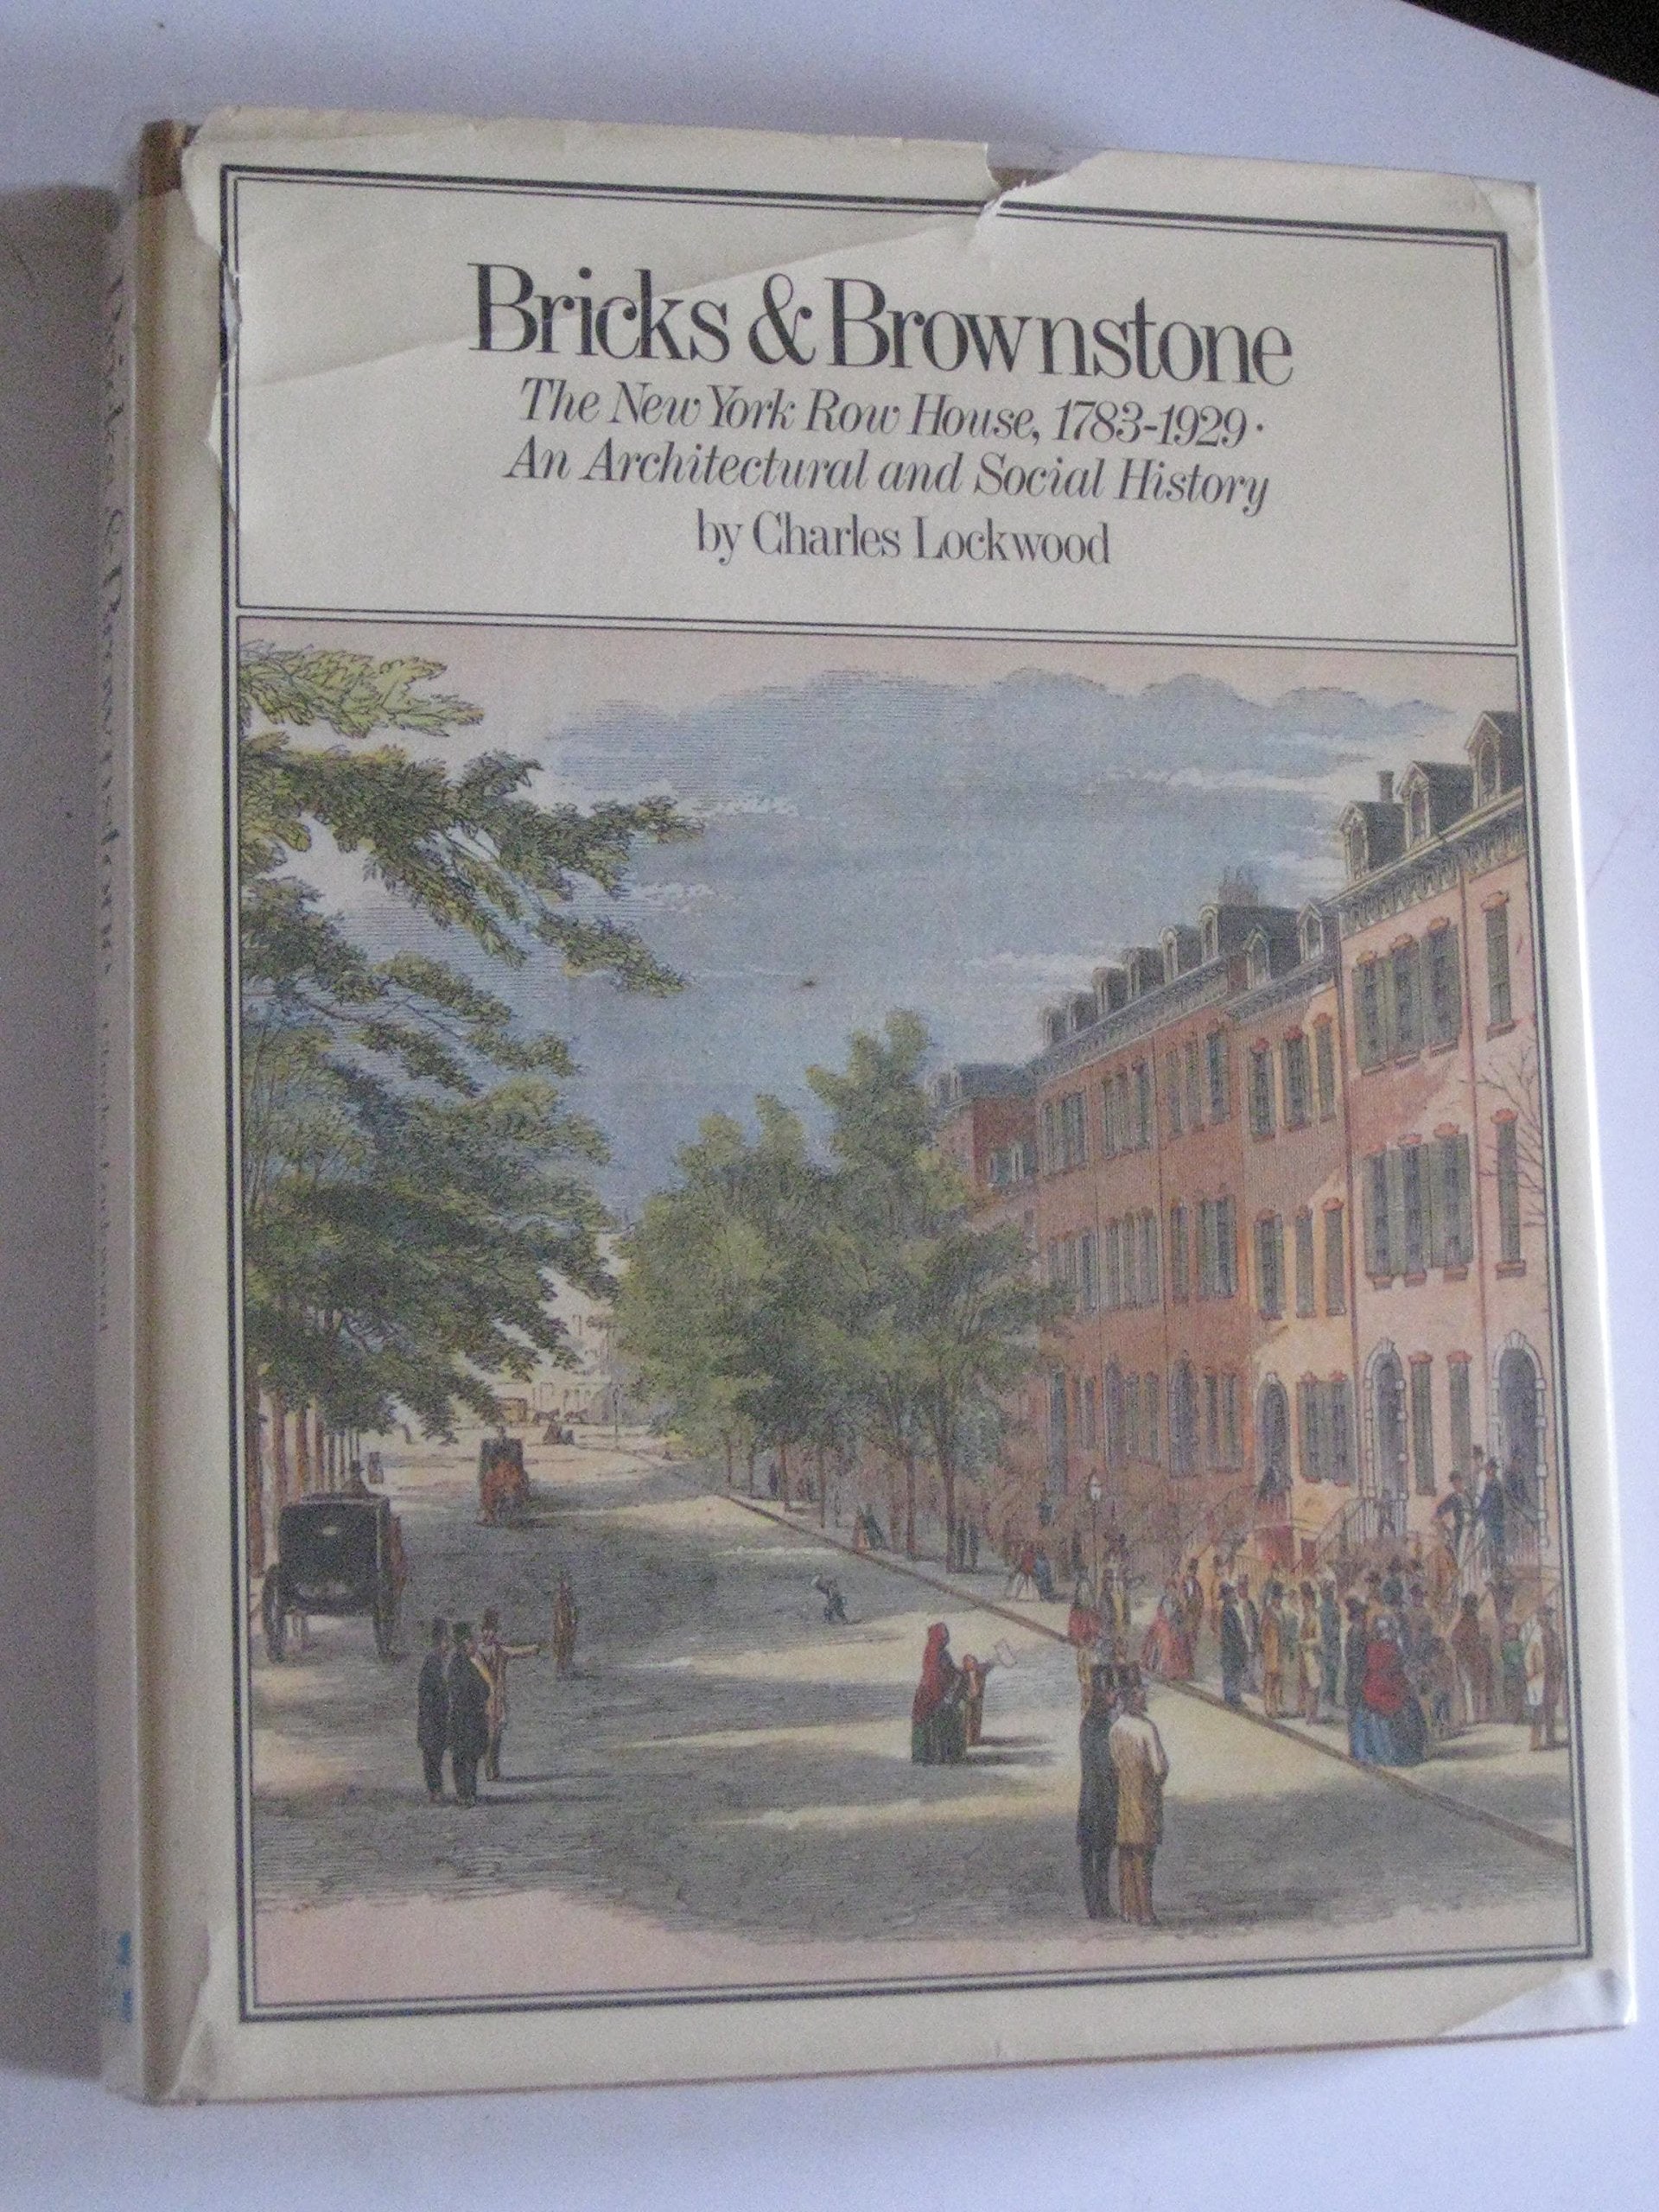 Bricks & Brownstone
The New York Row House, 1783-1929·
An Architectural and Social History
by Charles Lockwood